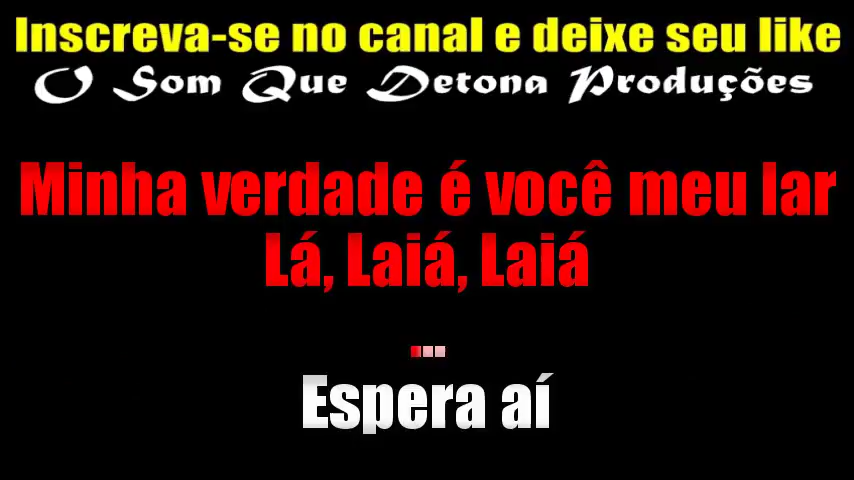 Inscreva-se no canal e deixe seu like
O Som Que Detona Produções
Minha verdade é você meu lar
Lá, Laiá, Laiá
...
Espera aí